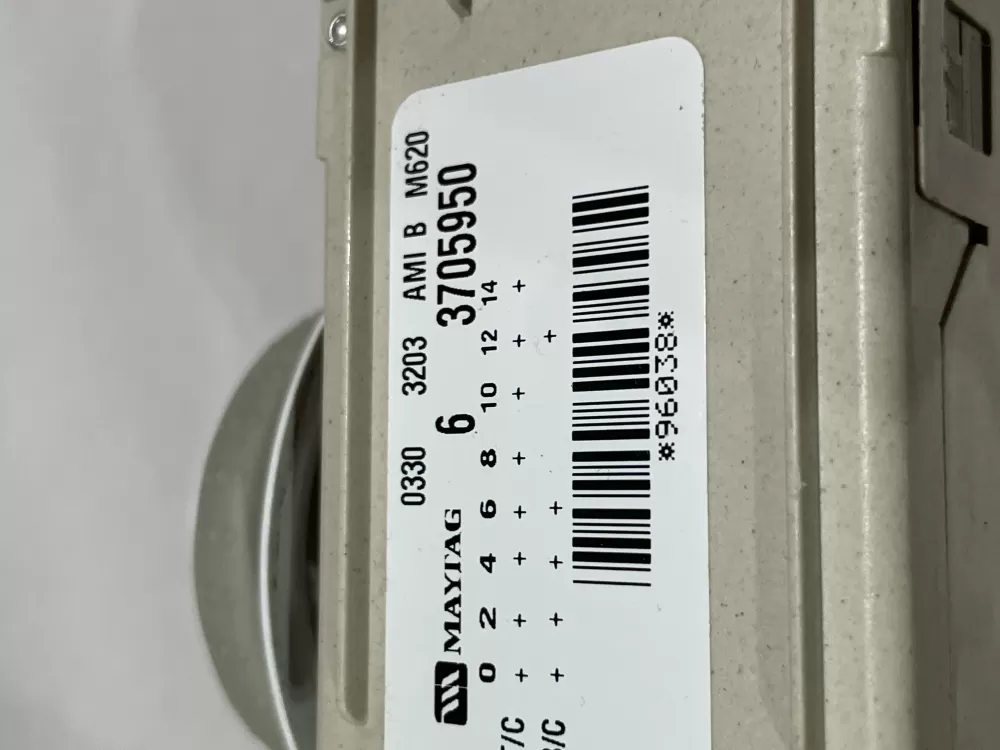 0330 3203 AMI B M620
MAYTAG 6 3705950
0 2 4 6 8 10 12 14
/C + + + + + + + +
/C + + + + +
*96038*